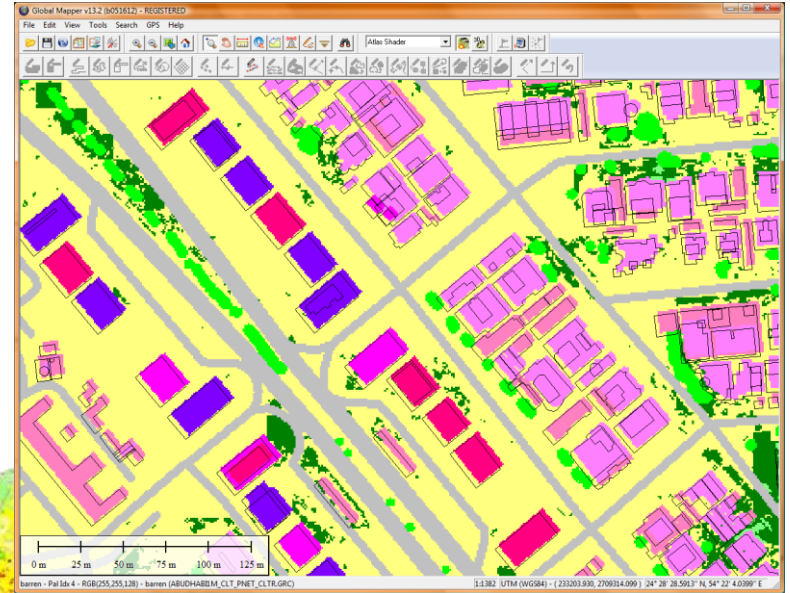 Global Mapper v13.2 (b051612) - REGISTERED
File Edit View Tools Search GPS Help
Atlas Shader
0 m 25 m 50 m 75 m 100 m 125 m
barren - Pal Idx 4 - RGB(255,255,128) - barren (ABUDHABI1M_CLT_PNET_CLTR.GRC) 1:1382 UTM (WGS84) - ( 233203.930, 2709314.099 ) 24° 28' 28.5913" N, 54° 22' 4.0399" E